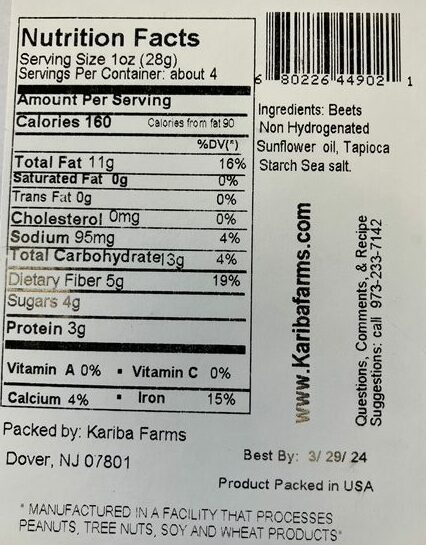 Nutrition Facts
Serving Size 1oz (28g)
Servings Per Container: about 4
Amount Per Serving
Calories 160 Calories from fat 90
%DV(*)
Total Fat 11g 16%
Saturated Fat 0g 0%
Trans Fat 0g 0%
Cholesterol 0mg 0%
Sodium 95mg 4%
Total Carbohydrate13g 4%
Dietary Fiber 5g 19%
Sugars 4g
Protein 3g
Vitamin A 0% ▪ Vitamin C 0%
Calcium 4% ▪ Iron 15%
Packed by: Kariba Farms
Dover, NJ 07801
6 80226 44902 1
Ingredients: Beets
Non Hydrogenated
Sunflower oil, Tapioca
Starch Sea salt.
www.Karibafarms.com
Questions, Comments, & Recipe
Suggestions: call 973-233-7142
Best By: 3/ 29/ 24
Product Packed in USA
* MANUFACTURED IN A FACILITY THAT PROCESSES
PEANUTS, TREE NUTS, SOY AND WHEAT PRODUCTS*